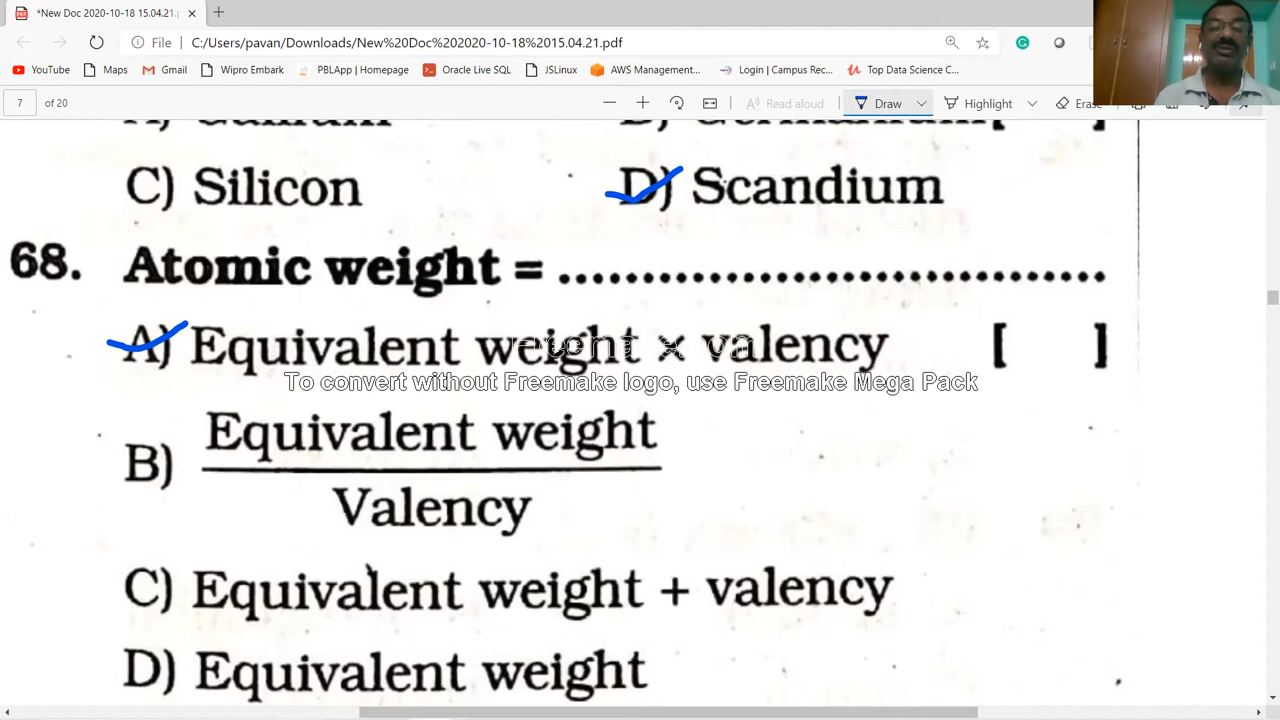 *New Doc 2020-10-18 15.04.21.p
File C:/Users/pavan/Downloads/New%20Doc%202020-10-18%2015.04.21.pdf
YouTube Maps Gmail Wipro Embark PBLApp | Homepage Oracle Live SQL JSLinux AWS Management... Login | Campus Rec... Top Data Science C...
7 of 20 Read aloud Draw Highlight Erase
C) Silicon D) Scandium
68. Atomic weight = .................................
A) Equivalent weight × valency [ ]
To convert without Freemake logo, use Freemake Mega Pack
B) Equivalent weight
Valency
C) Equivalent weight + valency
D) Equivalent weight